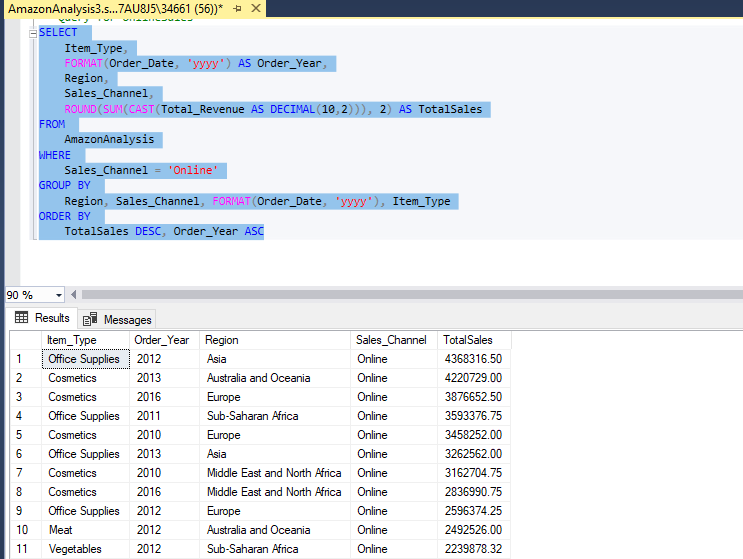 AmazonAnalysis3.s...7AU8J5\34661 (56))*
Query for OnlineSales
SELECT
Item_Type,
FORMAT(Order_Date, 'yyyy') AS Order_Year,
Region,
Sales_Channel,
ROUND(SUM(CAST(Total_Revenue AS DECIMAL(10,2))), 2) AS TotalSales
FROM
AmazonAnalysis
WHERE
Sales_Channel = 'Online'
GROUP BY
Region, Sales_Channel, FORMAT(Order_Date, 'yyyy'), Item_Type
ORDER BY
TotalSales DESC, Order_Year ASC
90 %
Results Messages
Item_Type Order_Year Region Sales_Channel TotalSales
1 Office Supplies 2012 Asia Online 4368316.50
2 Cosmetics 2013 Australia and Oceania Online 4220729.00
3 Cosmetics 2016 Europe Online 3876652.50
4 Office Supplies 2011 Sub-Saharan Africa Online 3593376.75
5 Cosmetics 2010 Europe Online 3458252.00
6 Office Supplies 2013 Asia Online 3262562.00
7 Cosmetics 2010 Middle East and North Africa Online 3162704.75
8 Cosmetics 2016 Middle East and North Africa Online 2836990.75
9 Office Supplies 2012 Europe Online 2596374.25
10 Meat 2012 Australia and Oceania Online 2492526.00
11 Vegetables 2012 Sub-Saharan Africa Online 2239878.32